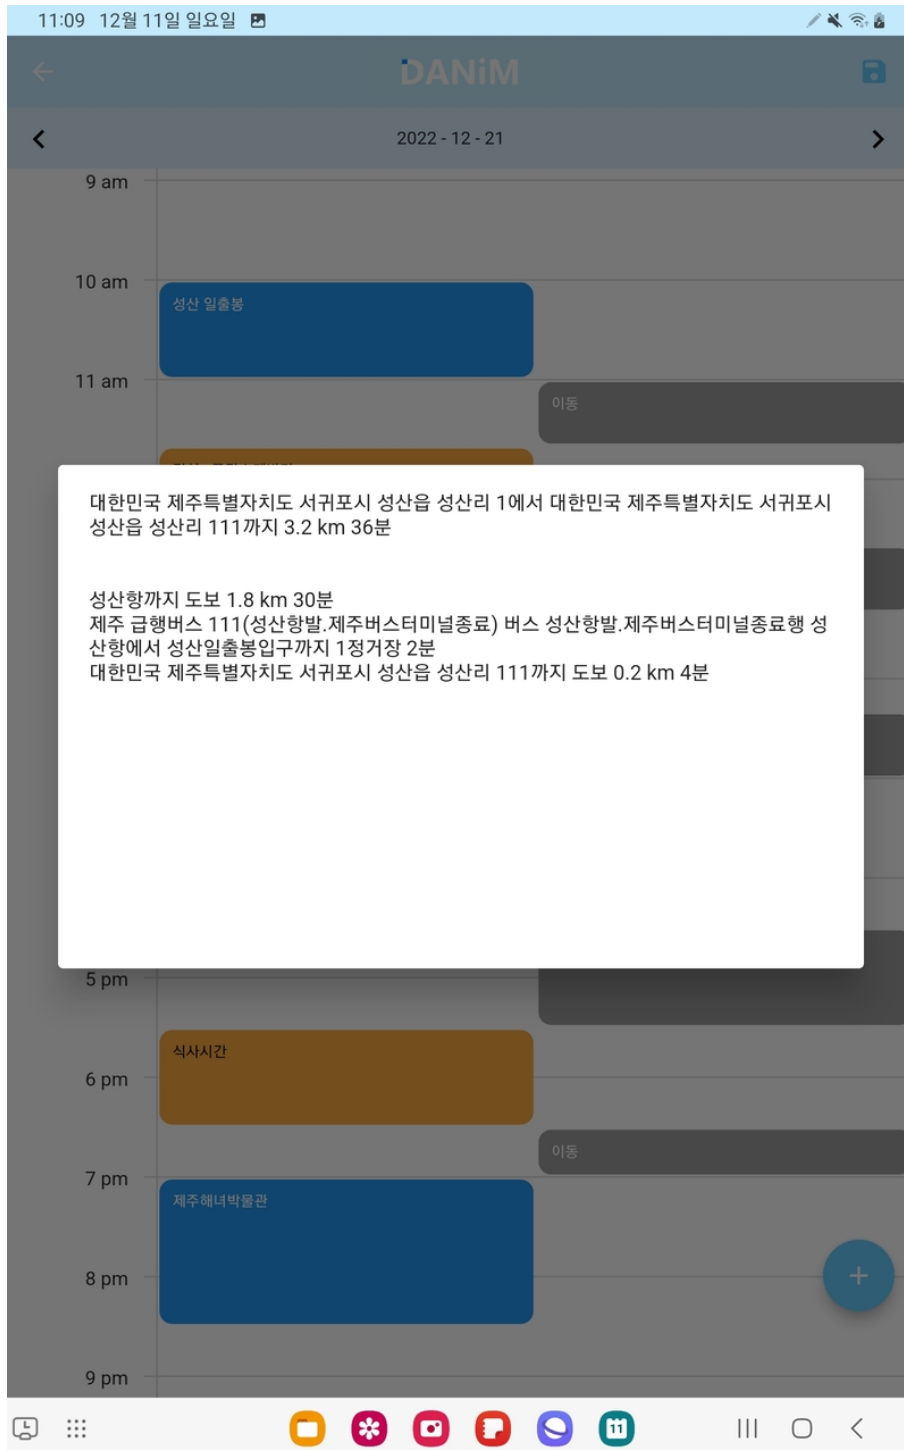 11:09 12월 11일 일요일
DANiM
2022 - 12 - 21
9 am
10 am
성산 일출봉
11 am
이동
대한민국 제주특별자치도 서귀포시 성산읍 성산리 1에서 대한민국 제주특별자치도 서귀포시
성산읍 성산리 111까지 3.2 km 36분
성산항까지 도보 1.8 km 30분
제주 급행버스 111(성산항발.제주버스터미널종료) 버스 성산항발.제주버스터미널종료행 성
산항에서 성산일출봉입구까지 1정거장 2분
대한민국 제주특별자치도 서귀포시 성산읍 성산리 111까지 도보 0.2 km 4분
5 pm
식사시간
6 pm
이동
7 pm
제주해녀박물관
8 pm
9 pm
11